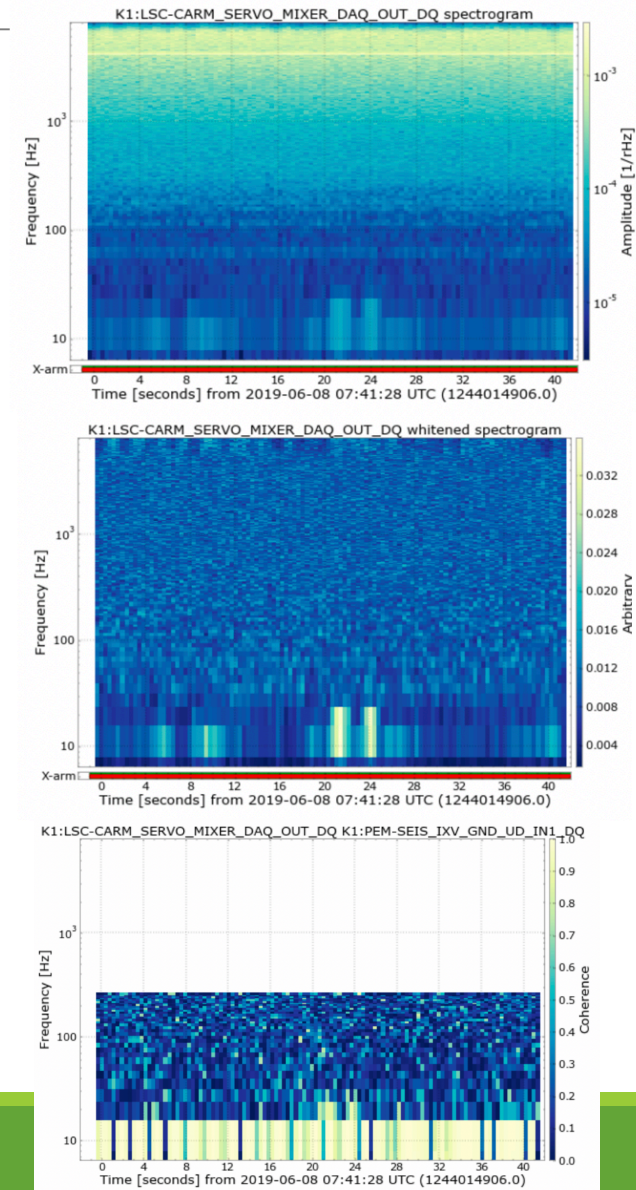 K1:LSC-CARM_SERVO_MIXER_DAQ_OUT_DQ spectrogram
10⁻³
10³
10⁻⁴
100
10⁻⁵
10
Frequency [Hz]
Amplitude [1/rHz]
X-arm
0 4 8 12 16 20 24 28 32 36 40
Time [seconds] from 2019-06-08 07:41:28 UTC (1244014906.0)
K1:LSC-CARM_SERVO_MIXER_DAQ_OUT_DQ whitened spectrogram
0.032
10³
0.028
0.024
0.020
0.016
100
0.012
0.008
10
0.004
Frequency [Hz]
Arbitrary
X-arm
0 4 8 12 16 20 24 28 32 36 40
Time [seconds] from 2019-06-08 07:41:28 UTC (1244014906.0)
K1:LSC-CARM_SERVO_MIXER_DAQ_OUT_DQ K1:PEM-SEIS_IXV_GND_UD_IN1_DQ
1.0
0.9
0.8
10³
0.7
0.6
0.5
0.4
100
0.3
0.2
0.1
10
0.0
Frequency [Hz]
Coherence
0 4 8 12 16 20 24 28 32 36 40
Time [seconds] from 2019-06-08 07:41:28 UTC (1244014906.0)